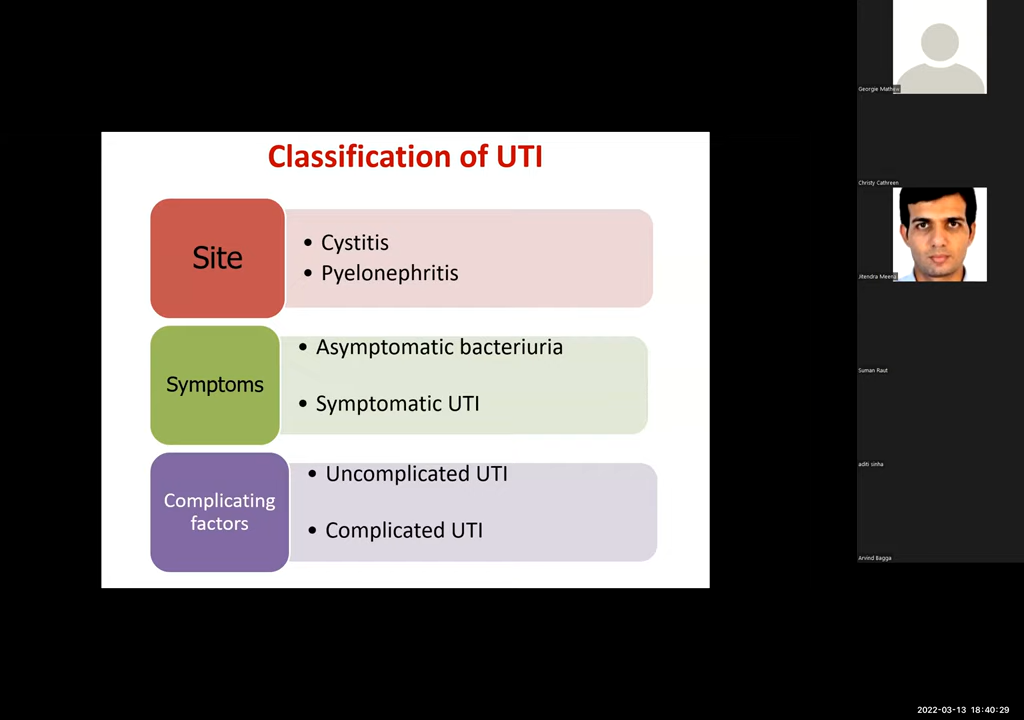 Classification of UTI
Site
• Cystitis
• Pyelonephritis
Symptoms
• Asymptomatic bacteriuria
• Symptomatic UTI
Complicating
factors
• Uncomplicated UTI
• Complicated UTI
Georgie Mathew
Christy Cathreen
Jitendra Meena
Suman Raut
aditi sinha
Arvind Bagga
2022-03-13 18:40:29